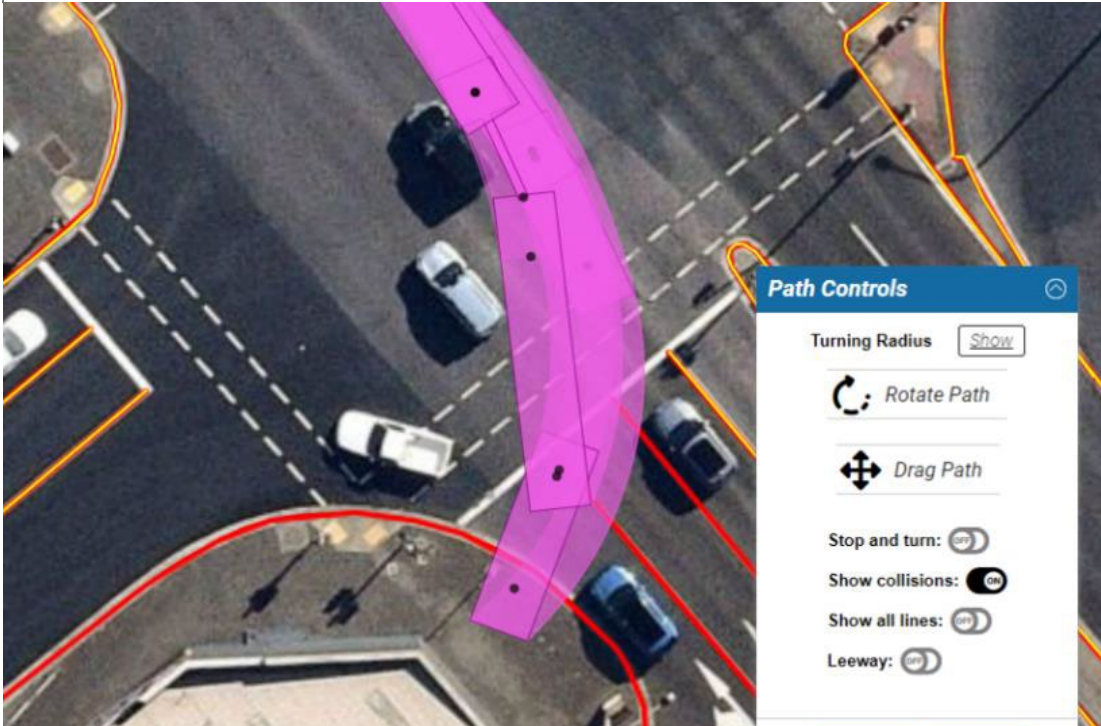 Path Controls
Turning Radius Show
Rotate Path
Drag Path
Stop and turn: OFF
Show collisions: ON
Show all lines: OFF
Leeway: OFF